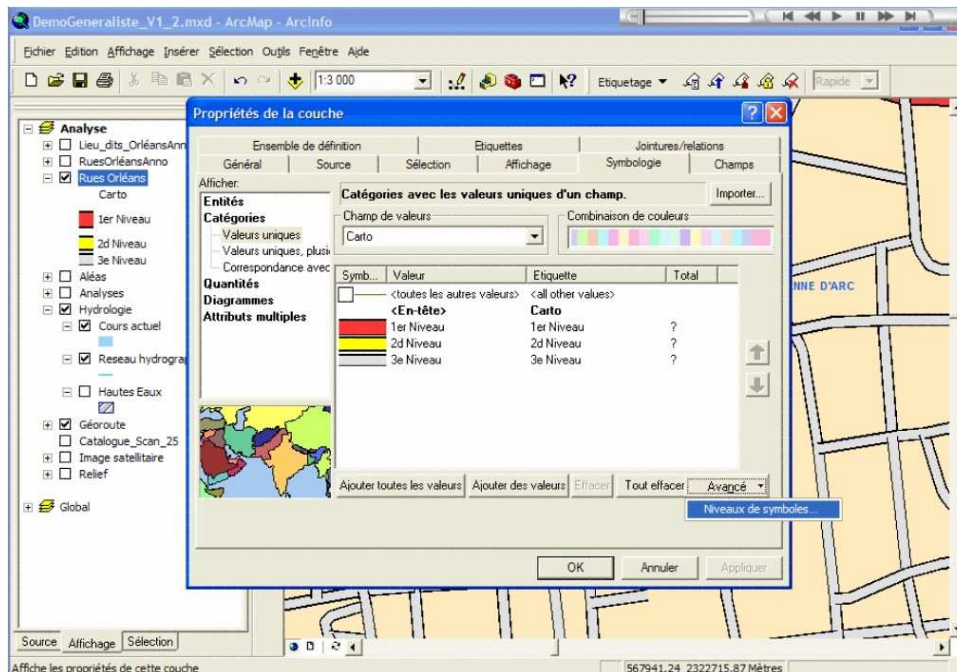 DemoGeneraliste_V1_2.mxd - ArcMap - ArcInfo
Fichier Edition Affichage Insérer Sélection Outils Fenêtre Aide
1:3 000 Etiquetage Rapide
Analyse
Lieu_dits_OrléansAnn
RuesOrléansAnno
Rues Orléans
Carto
1er Niveau
2d Niveau
3e Niveau
Aléas
Analyses
Hydrologie
Cours actuel
Reseau hydrogra
Hautes Eaux
Géoroute
Catalogue_Scan_25
Image satellitaire
Relief
Global
Source Affichage Sélection
Propriétés de la couche
Ensemble de définition Etiquettes Jointures/relations
Général Source Sélection Affichage Symbologie Champs
Afficher:
Entités
Catégories
Valeurs uniques
Valeurs uniques, plusi
Correspondance avec
Quantités
Diagrammes
Attributs multiples
Catégories avec les valeurs uniques d'un champ.
Importer...
Champ de valeurs
Carto
Combinaison de couleurs
Symb... Valeur Etiquette Total
<toutes les autres valeurs> <all other values>
<En-tête> Carto
1er Niveau 1er Niveau ?
2d Niveau 2d Niveau ?
3e Niveau 3e Niveau ?
Ajouter toutes les valeurs Ajouter des valeurs Effacer Tout effacer Avancé
Niveaux de symboles...
OK Annuler Appliquer
NNE D'ARC
Affiche les propriétés de cette couche
567941,24 2322715,87 Mètres